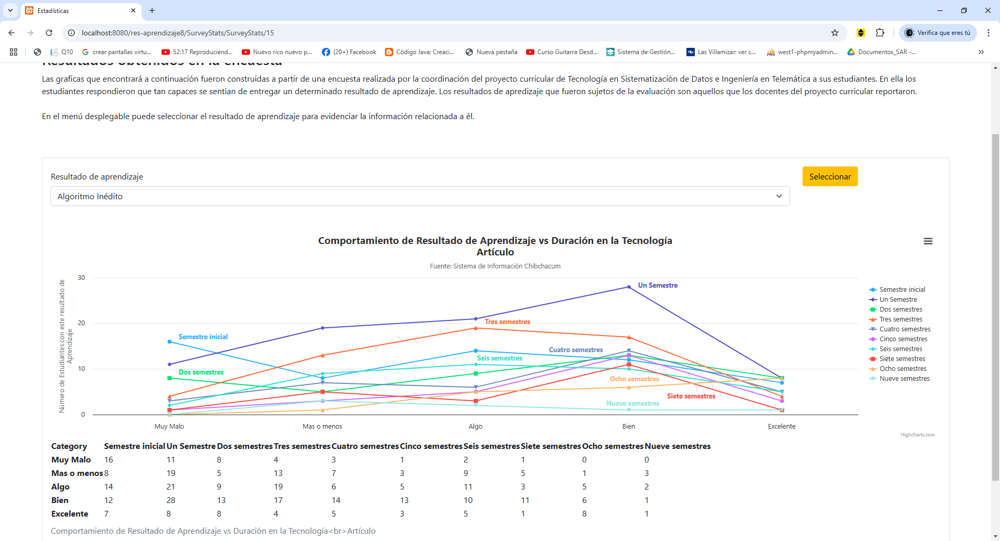 Estadísticas
localhost:8080/res-aprendizaje8/SurveyStats/SurveyStats/15
Verifica que eres tú
Q10
crear pantallas virtu...
52:17 Reproduciend...
Nuevo rico nuevo p...
(20+) Facebook
Código Java: Creaci...
Nueva pestaña
Curso Guitarra Desd...
Sistema de Gestión...
Las Villamizar: ver c...
west1-phpmyadmin...
Documentos_SAR -...
Resultados obtenidos en la encuesta
Las graficas que encontrará a continuación fueron construidas a partir de una encuesta realizada por la coordinación del proyecto curricular de Tecnología en Sistematización de Datos e Ingeniería en Telemática a sus estudiantes. En ella los
estudiantes respondieron que tan capaces se sentian de entregar un determinado resultado de aprendizaje. Los resultados de apredizaje que fueron sujetos de la evaluación son aquellos que los docentes del proyecto curricular reportaron.
En el menú desplegable puede seleccionar el resultado de aprendizaje para evidenciar la información relacionada a él.
Resultado de aprendizaje
Seleccionar
Algoritmo Inédito
Comportamiento de Resultado de Aprendizaje vs Duración en la Tecnología
Artículo
Fuente: Sistema de Información Chibchacum
Número de Estudiantes con este resultado de
Aprendizaje
30
20
10
0
Un Semestre
Tres semestres
Semestre inicial
Cuatro semestres
Seis semestres
Dos semestres
Ocho semestres
Siete semestres
Nueve semestres
Muy Malo
Mas o menos
Algo
Bien
Excelente
Semestre inicial
Un Semestre
Dos semestres
Tres semestres
Cuatro semestres
Cinco semestres
Seis semestres
Siete semestres
Ocho semestres
Nueve semestres
Highcharts.com
Category Semestre inicial Un Semestre Dos semestres Tres semestres Cuatro semestres Cinco semestres Seis semestres Siete semestres Ocho semestres Nueve semestres
Muy Malo 16 11 8 4 3 1 2 1 0 0
Mas o menos 8 19 5 13 7 3 9 5 1 3
Algo 14 21 9 19 6 5 11 3 5 2
Bien 12 28 13 17 14 13 10 11 6 1
Excelente 7 8 8 4 5 3 5 1 8 1
Comportamiento de Resultado de Aprendizaje vs Duración en la Tecnología<br>Artículo